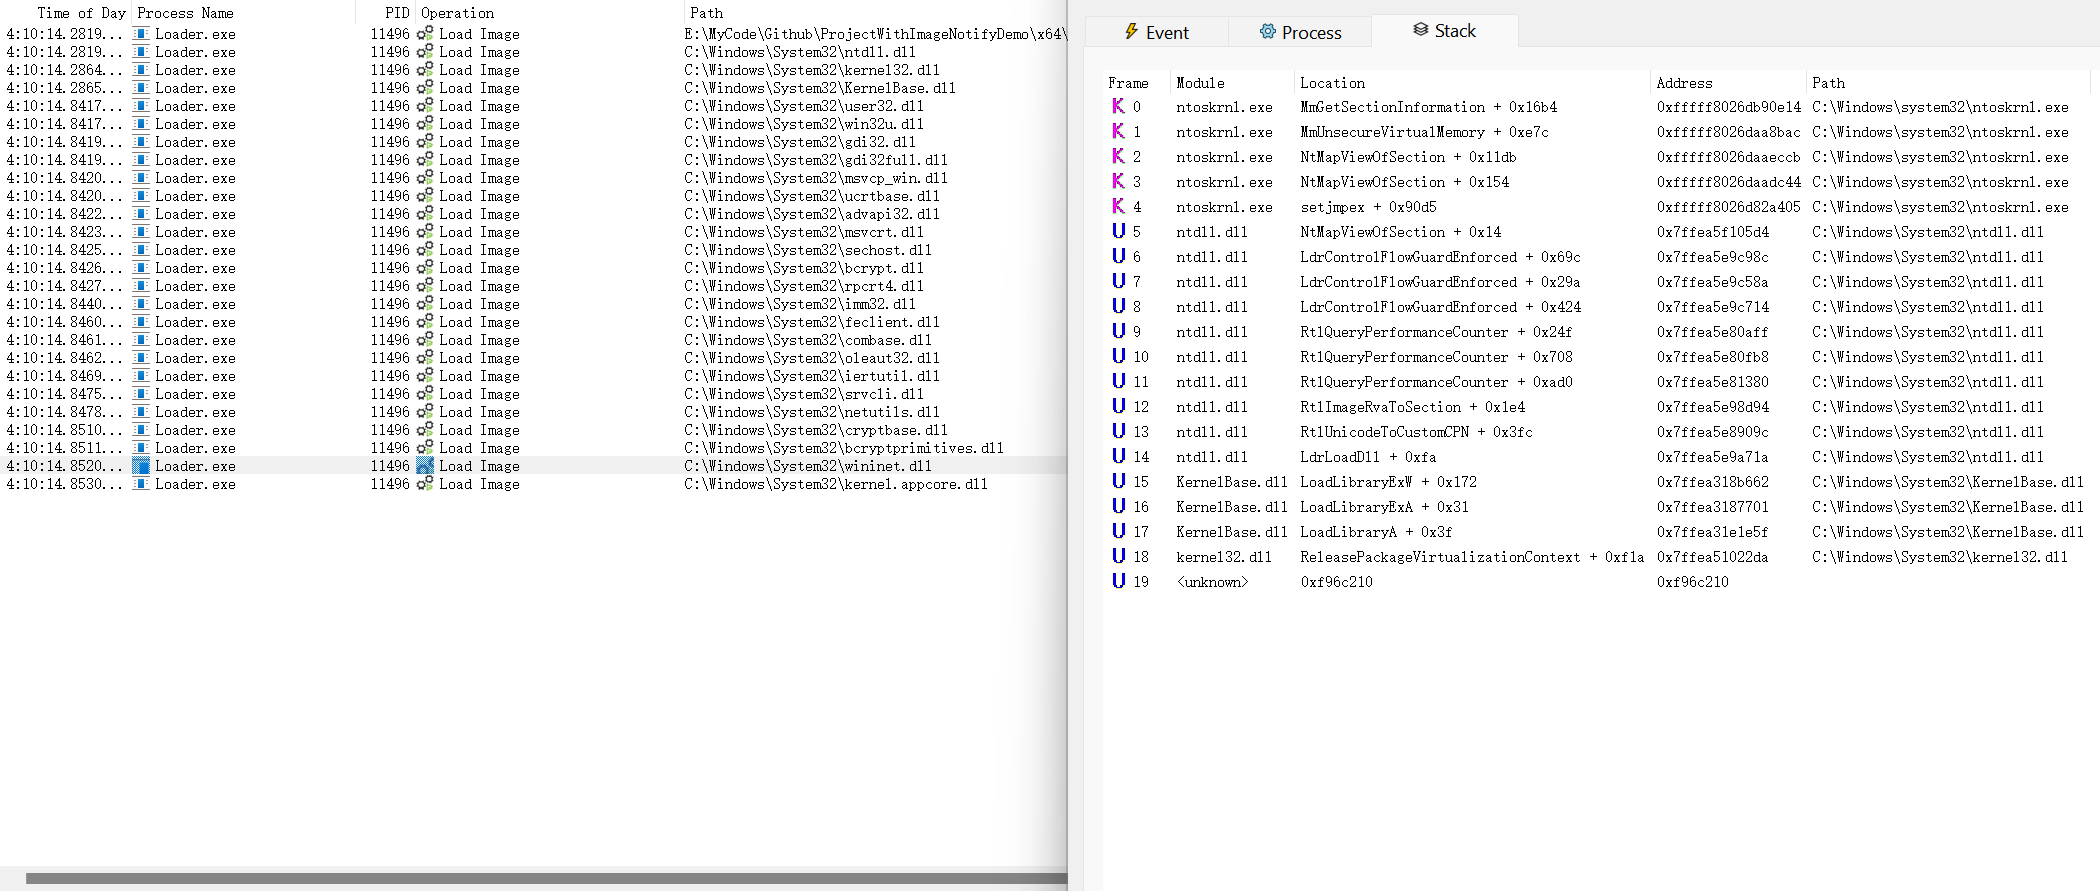 Time of Day Process Name PID Operation Path
4:10:14.2819... Loader.exe 11496 Load Image E:\MyCode\Github\ProjectWithImageNotifyDemo\x64\
4:10:14.2819... Loader.exe 11496 Load Image C:\Windows\System32\ntdll.dll
4:10:14.2864... Loader.exe 11496 Load Image C:\Windows\System32\kernel32.dll
4:10:14.2865... Loader.exe 11496 Load Image C:\Windows\System32\KernelBase.dll
4:10:14.8417... Loader.exe 11496 Load Image C:\Windows\System32\user32.dll
4:10:14.8417... Loader.exe 11496 Load Image C:\Windows\System32\win32u.dll
4:10:14.8419... Loader.exe 11496 Load Image C:\Windows\System32\gdi32.dll
4:10:14.8419... Loader.exe 11496 Load Image C:\Windows\System32\gdi32full.dll
4:10:14.8420... Loader.exe 11496 Load Image C:\Windows\System32\msvcp_win.dll
4:10:14.8420... Loader.exe 11496 Load Image C:\Windows\System32\ucrtbase.dll
4:10:14.8422... Loader.exe 11496 Load Image C:\Windows\System32\advapi32.dll
4:10:14.8423... Loader.exe 11496 Load Image C:\Windows\System32\msvcrt.dll
4:10:14.8425... Loader.exe 11496 Load Image C:\Windows\System32\sechost.dll
4:10:14.8426... Loader.exe 11496 Load Image C:\Windows\System32\bcrypt.dll
4:10:14.8427... Loader.exe 11496 Load Image C:\Windows\System32\rpcrt4.dll
4:10:14.8440... Loader.exe 11496 Load Image C:\Windows\System32\imm32.dll
4:10:14.8460... Loader.exe 11496 Load Image C:\Windows\System32\feclient.dll
4:10:14.8461... Loader.exe 11496 Load Image C:\Windows\System32\combase.dll
4:10:14.8462... Loader.exe 11496 Load Image C:\Windows\System32\oleaut32.dll
4:10:14.8469... Loader.exe 11496 Load Image C:\Windows\System32\iertutil.dll
4:10:14.8475... Loader.exe 11496 Load Image C:\Windows\System32\srvcli.dll
4:10:14.8478... Loader.exe 11496 Load Image C:\Windows\System32\netutils.dll
4:10:14.8510... Loader.exe 11496 Load Image C:\Windows\System32\cryptbase.dll
4:10:14.8511... Loader.exe 11496 Load Image C:\Windows\System32\bcryptprimitives.dll
4:10:14.8520... Loader.exe 11496 Load Image C:\Windows\System32\wininet.dll
4:10:14.8530... Loader.exe 11496 Load Image C:\Windows\System32\kernel.appcore.dll
Event Process Stack
Frame Module Location Address Path
K 0 ntoskrnl.exe MmGetSectionInformation + 0x16b4 0xfffff8026db90e14 C:\Windows\system32\ntoskrnl.exe
K 1 ntoskrnl.exe MmUnsecureVirtualMemory + 0xe7c 0xfffff8026daa8bac C:\Windows\system32\ntoskrnl.exe
K 2 ntoskrnl.exe NtMapViewOfSection + 0x11db 0xfffff8026daaeccb C:\Windows\system32\ntoskrnl.exe
K 3 ntoskrnl.exe NtMapViewOfSection + 0x154 0xfffff8026daadc44 C:\Windows\system32\ntoskrnl.exe
K 4 ntoskrnl.exe setjmpex + 0x90d5 0xfffff8026d82a405 C:\Windows\system32\ntoskrnl.exe
U 5 ntdll.dll NtMapViewOfSection + 0x14 0x7ffea5f105d4 C:\Windows\System32\ntdll.dll
U 6 ntdll.dll LdrControlFlowGuardEnforced + 0x69c 0x7ffea5e9c98c C:\Windows\System32\ntdll.dll
U 7 ntdll.dll LdrControlFlowGuardEnforced + 0x29a 0x7ffea5e9c58a C:\Windows\System32\ntdll.dll
U 8 ntdll.dll LdrControlFlowGuardEnforced + 0x424 0x7ffea5e9c714 C:\Windows\System32\ntdll.dll
U 9 ntdll.dll RtlQueryPerformanceCounter + 0x24f 0x7ffea5e80aff C:\Windows\System32\ntdll.dll
U 10 ntdll.dll RtlQueryPerformanceCounter + 0x708 0x7ffea5e80fb8 C:\Windows\System32\ntdll.dll
U 11 ntdll.dll RtlQueryPerformanceCounter + 0xad0 0x7ffea5e81380 C:\Windows\System32\ntdll.dll
U 12 ntdll.dll RtlImageRvaToSection + 0x1e4 0x7ffea5e98d94 C:\Windows\System32\ntdll.dll
U 13 ntdll.dll RtlUnicodeToCustomCPN + 0x3fc 0x7ffea5e8909c C:\Windows\System32\ntdll.dll
U 14 ntdll.dll LdrLoadDll + 0xfa 0x7ffea5e9a71a C:\Windows\System32\ntdll.dll
U 15 KernelBase.dll LoadLibraryExW + 0x172 0x7ffea318b662 C:\Windows\System32\KernelBase.dll
U 16 KernelBase.dll LoadLibraryExA + 0x31 0x7ffea3187701 C:\Windows\System32\KernelBase.dll
U 17 KernelBase.dll LoadLibraryA + 0x3f 0x7ffea31e1e5f C:\Windows\System32\KernelBase.dll
U 18 kernel32.dll ReleasePackageVirtualizationContext + 0xf1a 0x7ffea51022da C:\Windows\System32\kernel32.dll
U 19 <unknown> 0xf96c210 0xf96c210